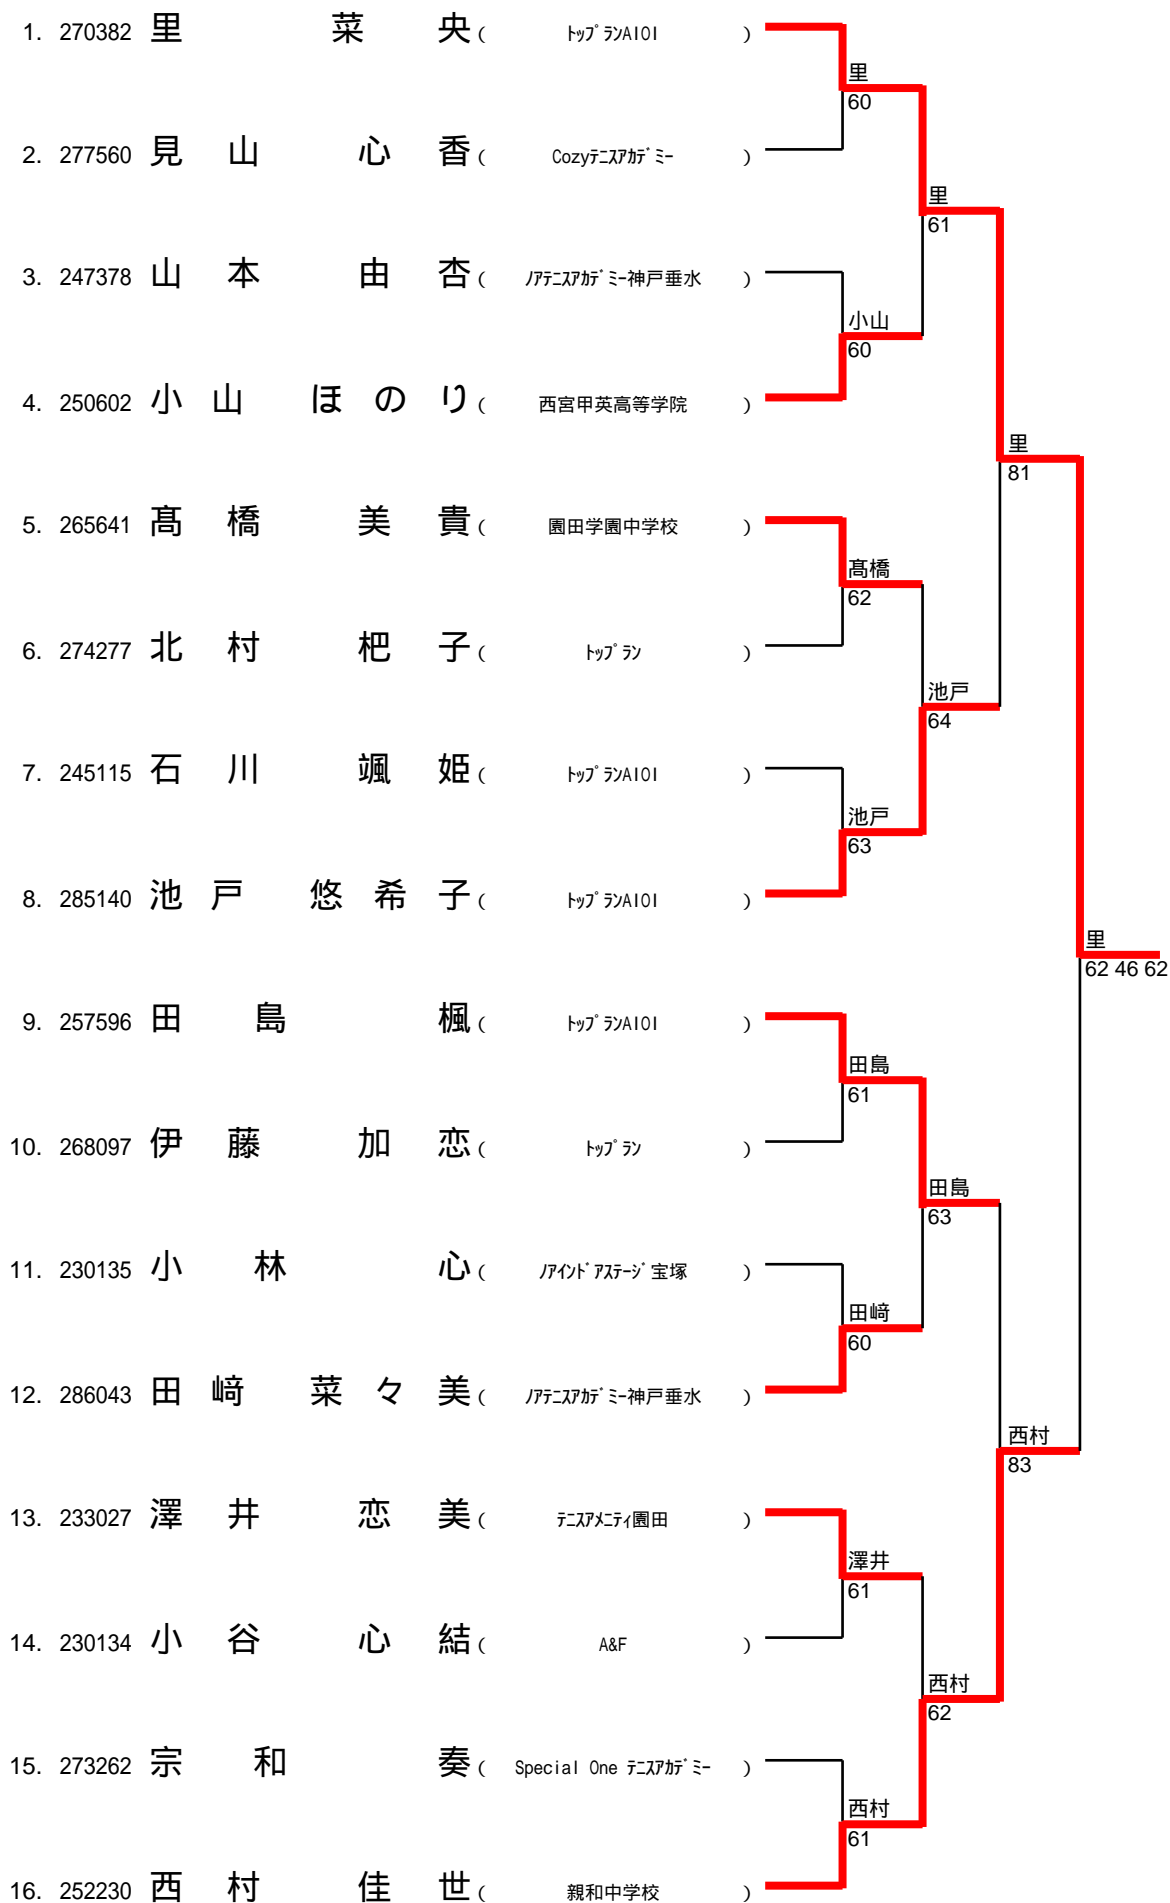 1. 270382 里 菜 央 ( トップランAIOI )
里
60
2. 277560 見 山 心 香 ( Cozyテニスアカデミー )
里
61
3. 247378 山 本 由 杏 ( ノアテニスアカデミー神戸垂水 )
小山
60
4. 250602 小 山 ほ の り ( 西宮甲英高等学院 )
里
81
5. 265641 髙 橋 美 貴 ( 園田学園中学校 )
髙橋
62
6. 274277 北 村 杷 子 ( トップラン )
池戸
64
7. 245115 石 川 颯 姫 ( トップランAIOI )
池戸
63
8. 285140 池 戸 悠 希 子 ( トップランAIOI )
里
62 46 62
9. 257596 田 島 楓 ( トップランAIOI )
田島
61
10. 268097 伊 藤 加 恋 ( トップラン )
田島
63
11. 230135 小 林 心 ( ノアインドアステージ宝塚 )
田﨑
60
12. 286043 田 﨑 菜 々 美 ( ノアテニスアカデミー神戸垂水 )
西村
83
13. 233027 澤 井 恋 美 ( テニスアメニティ園田 )
澤井
61
14. 230134 小 谷 心 結 ( A&F )
西村
62
15. 273262 宗 和 奏 ( Special One テニスアカデミー )
西村
61
16. 252230 西 村 佳 世 ( 親和中学校 )